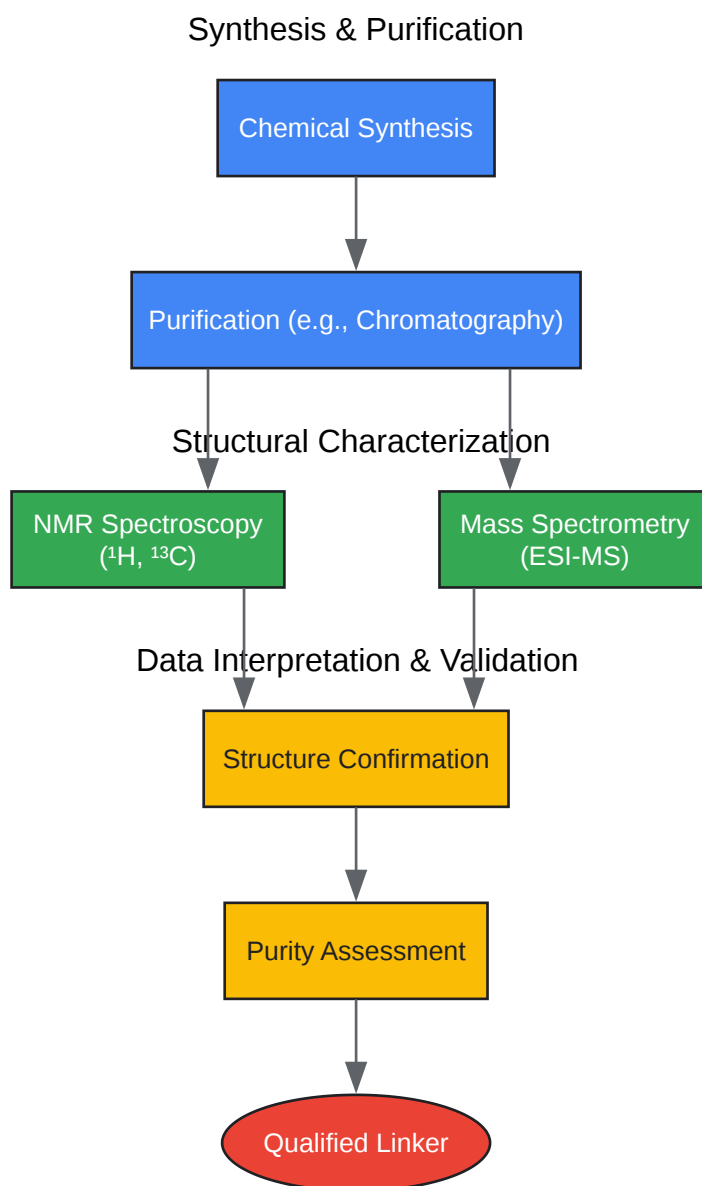 Synthesis & Purification
Chemical Synthesis
Purification (e.g., Chromatography)
Structural Characterization
NMR Spectroscopy
(¹H, ¹³C)
Mass Spectrometry
(ESI-MS)
Data Interpretation & Validation
Structure Confirmation
Purity Assessment
Qualified Linker